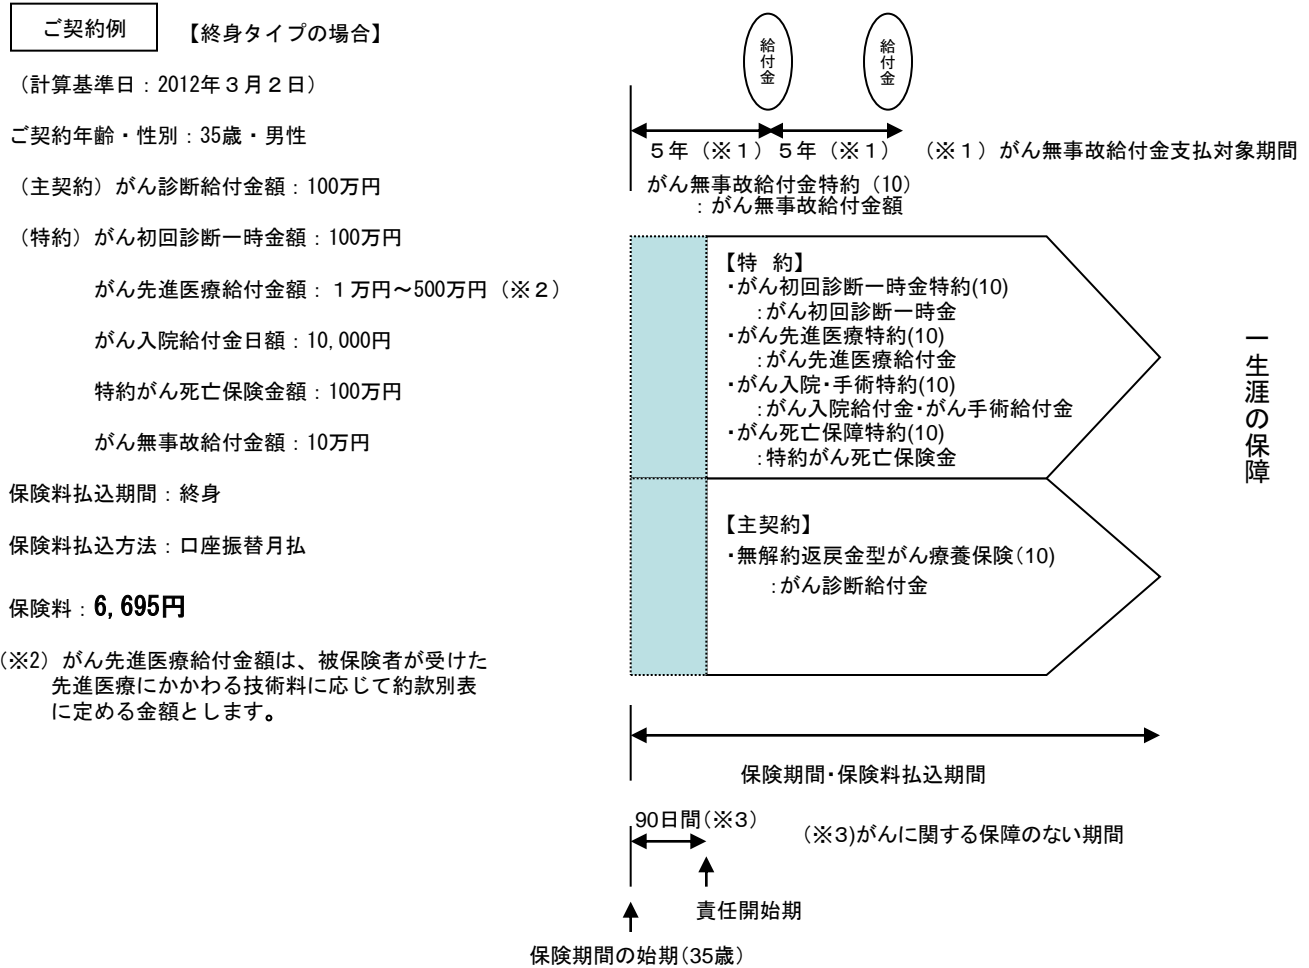 ご契約例
【終身タイプの場合】
（計算基準日：2012年３月２日）
ご契約年齢・性別：35歳・男性
（主契約）がん診断給付金額：100万円
（特約）がん初回診断一時金額：100万円
がん先進医療給付金額：１万円～500万円（※２）
がん入院給付金日額：10,000円
特約がん死亡保険金額：100万円
がん無事故給付金額：10万円
保険料払込期間：終身
保険料払込方法：口座振替月払
保険料：6,695円
（※2）がん先進医療給付金額は、被保険者が受けた
先進医療にかかわる技術料に応じて約款別表
に定める金額とします。
給付金
給付金
５年（※１）
５年（※１）
（※１）がん無事故給付金支払対象期間
がん無事故給付金特約（10）
：がん無事故給付金額
【特　約】
・がん初回診断一時金特約(10)
：がん初回診断一時金
・がん先進医療特約(10)
：がん先進医療給付金
・がん入院・手術特約(10)
：がん入院給付金・がん手術給付金
・がん死亡保障特約(10)
：特約がん死亡保険金
【主契約】
・無解約返戻金型がん療養保険（10）
：がん診断給付金
一生涯の保障
保険期間・保険料払込期間
90日間（※３）
（※３）がんに関する保障のない期間
責任開始期
保険期間の始期（35歳）